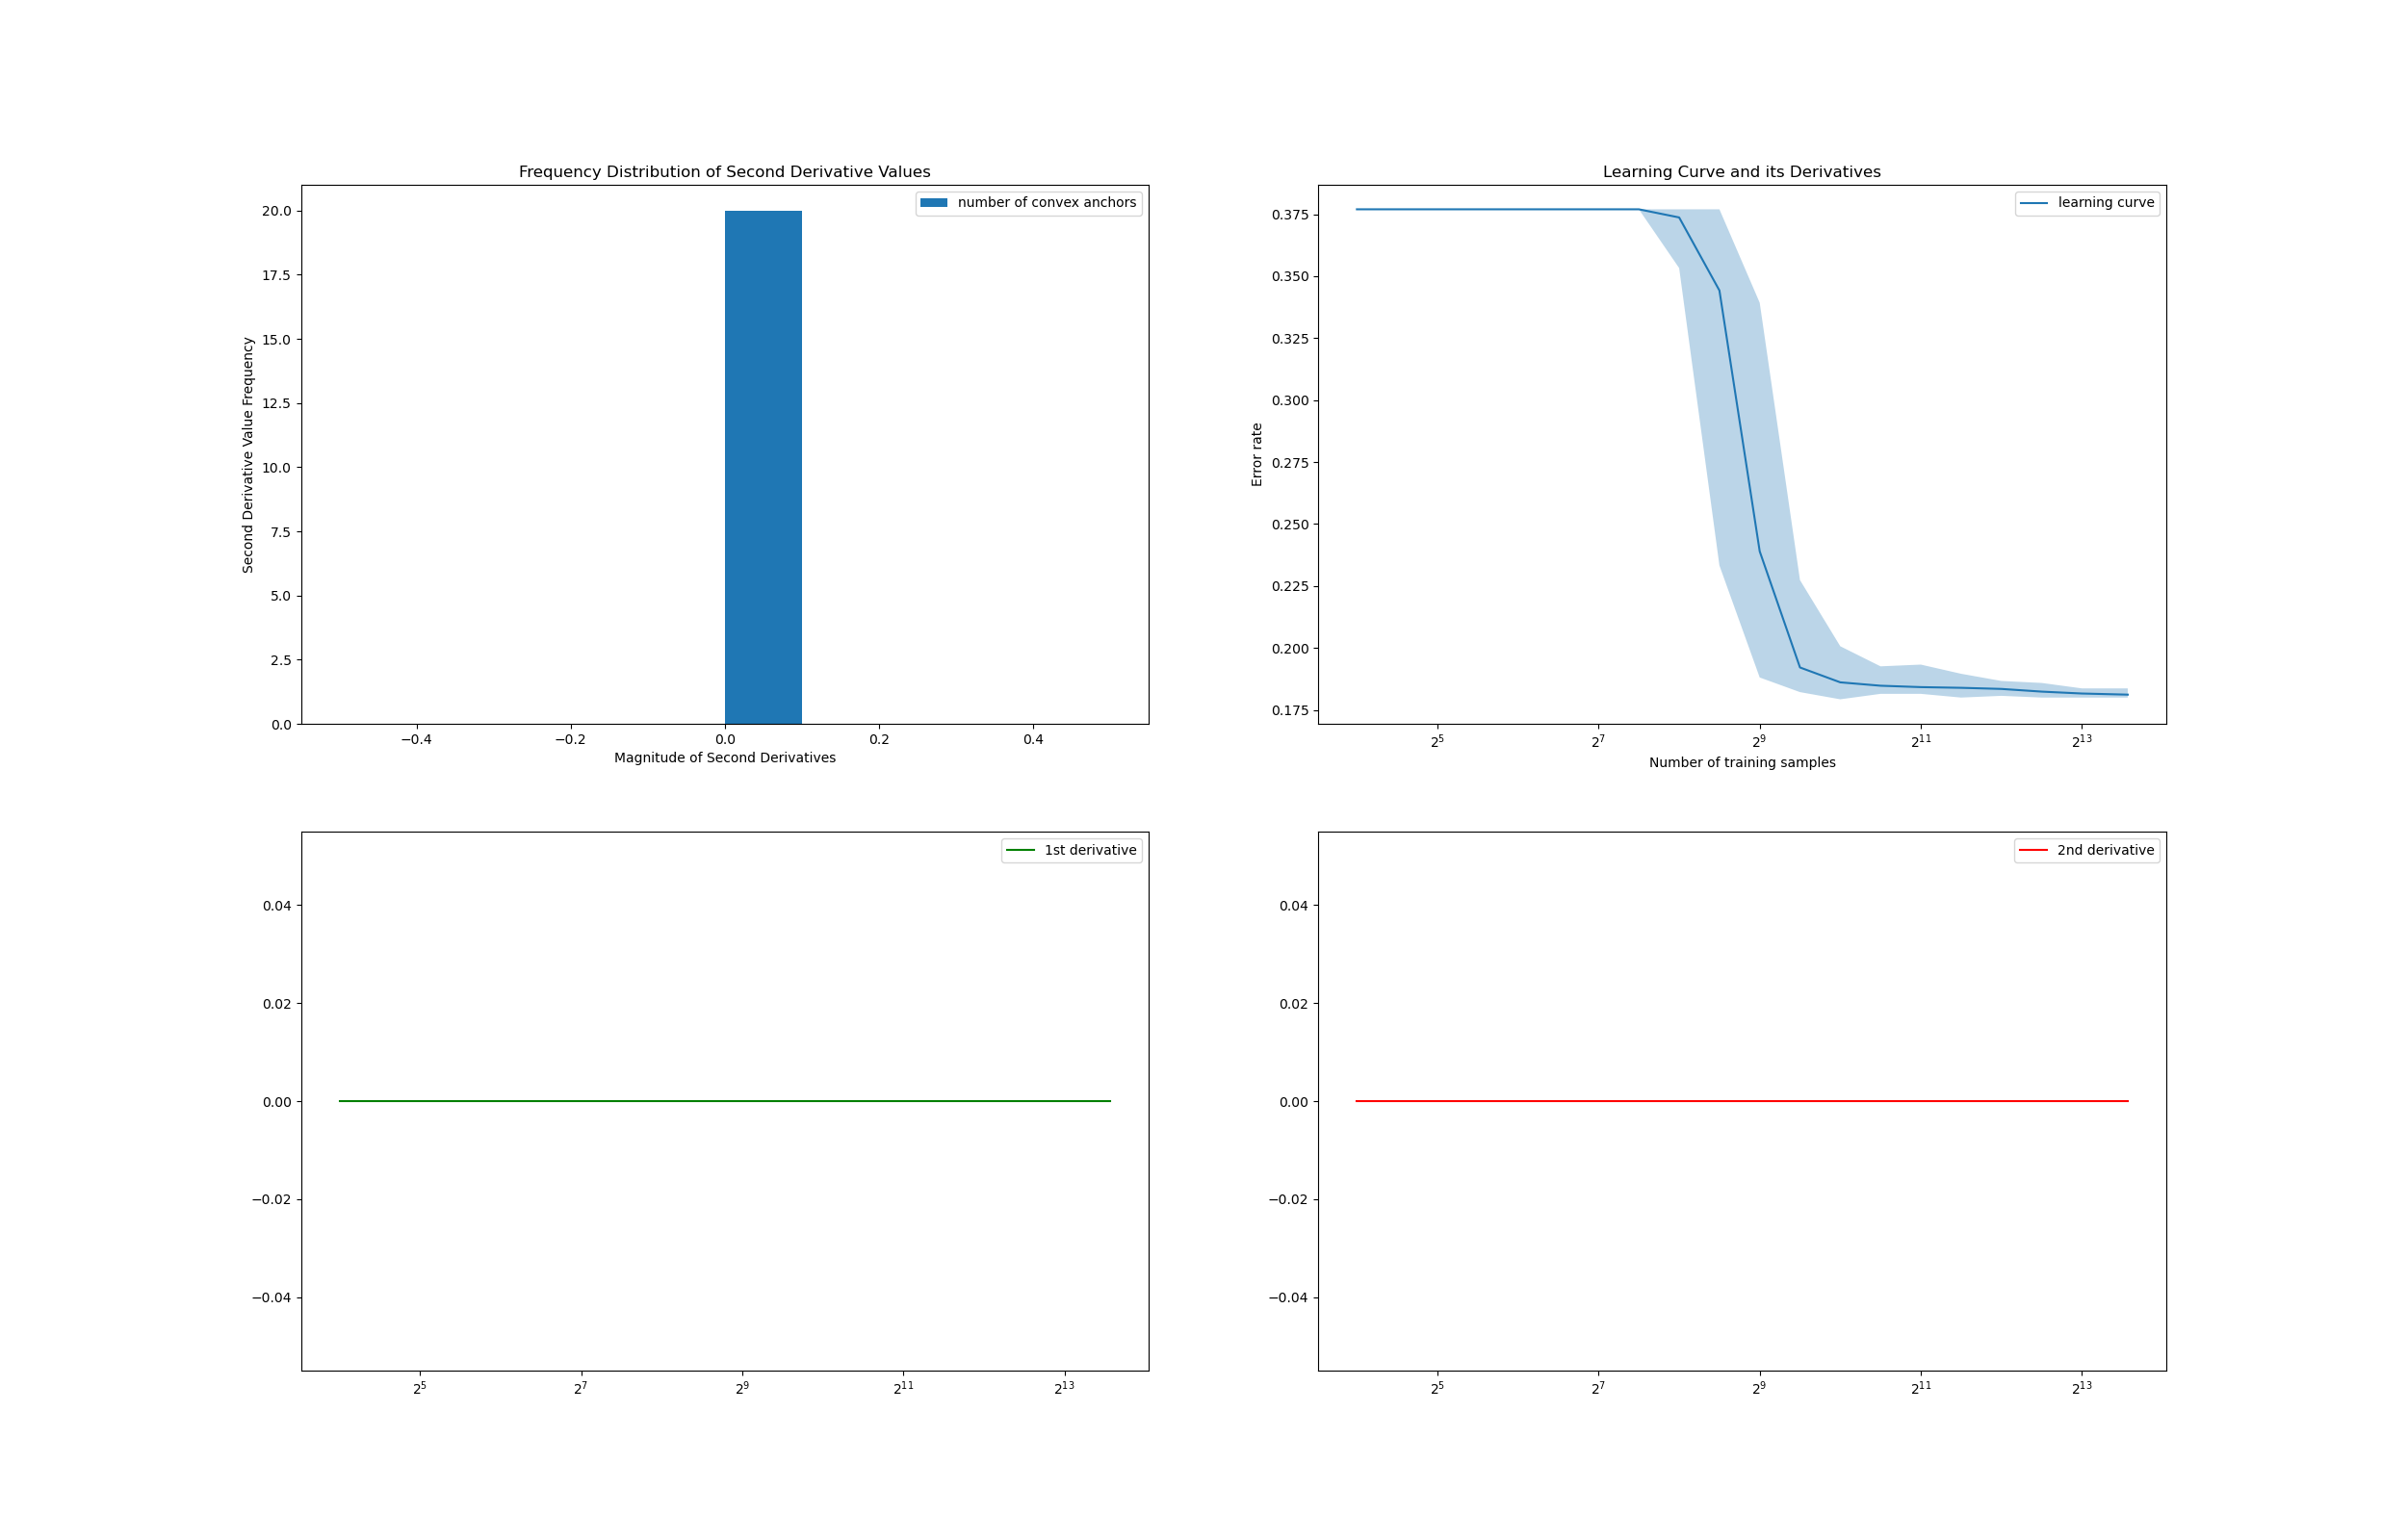 Frequency Distribution of Second Derivative Values
number of convex anchors
20.0
17.5
15.0
12.5
10.0
7.5
5.0
2.5
0.0
Second Derivative Value Frequency
−0.4 −0.2 0.0 0.2 0.4
Magnitude of Second Derivatives
Learning Curve and its Derivatives
learning curve
0.375
0.350
0.325
0.300
0.275
0.250
0.225
0.200
0.175
Error rate
2^5 2^7 2^9 2^11 2^13
Number of training samples
1st derivative
0.04
0.02
0.00
−0.02
−0.04
2^5 2^7 2^9 2^11 2^13
2nd derivative
0.04
0.02
0.00
−0.02
−0.04
2^5 2^7 2^9 2^11 2^13